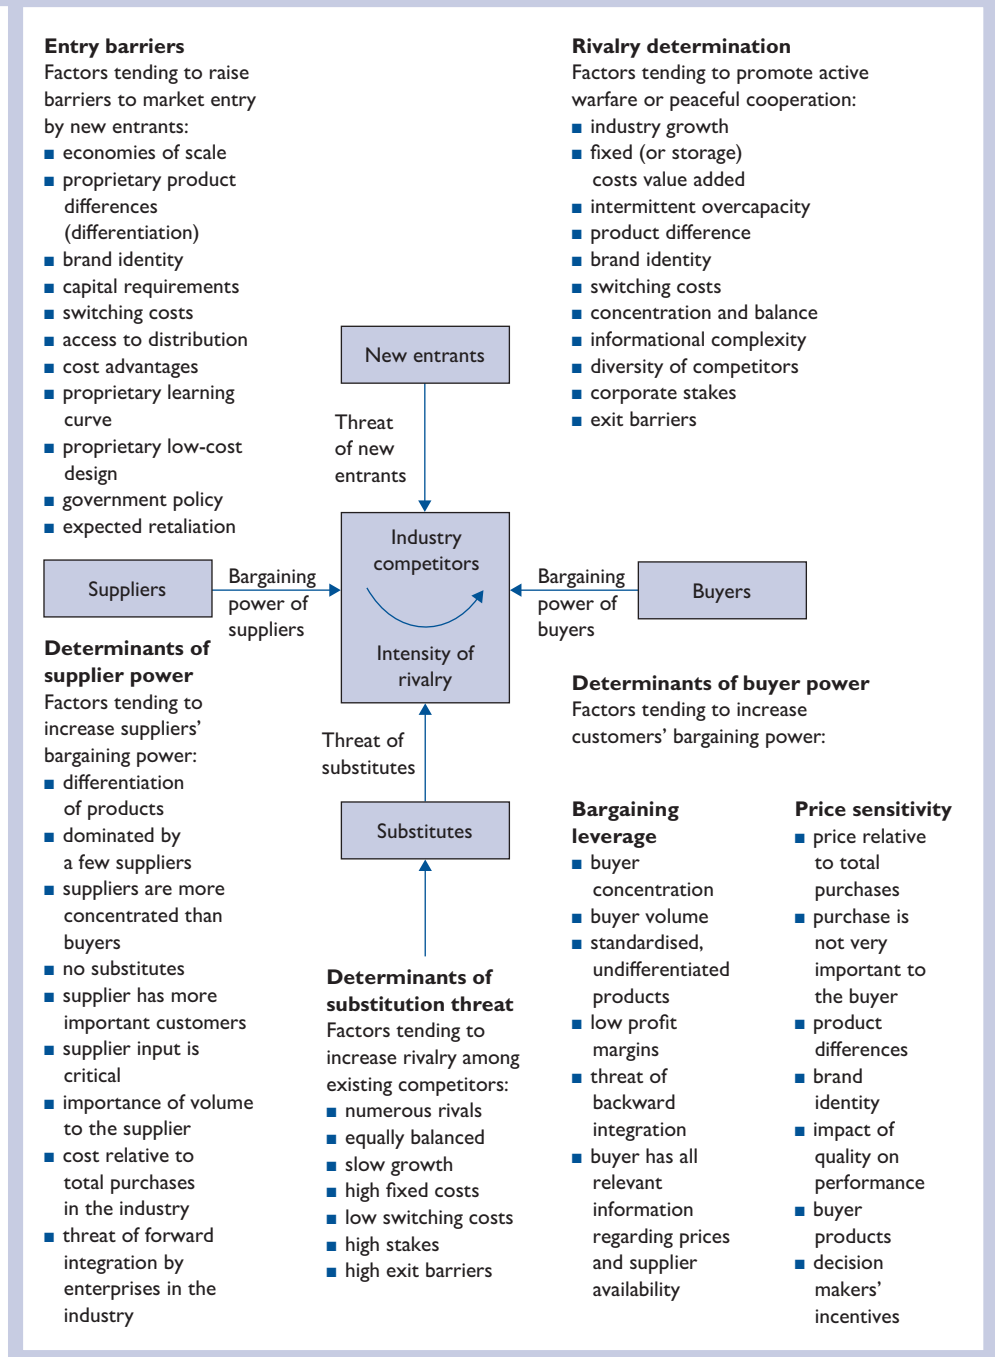 Entry barriers
Factors tending to raise
barriers to market entry
by new entrants:
■ economies of scale
■ proprietary product
differences
(differentiation)
■ brand identity
■ capital requirements
■ switching costs
■ access to distribution
■ cost advantages
■ proprietary learning
curve
■ proprietary low-cost
design
■ government policy
■ expected retaliation
Rivalry determination
Factors tending to promote active
warfare or peaceful cooperation:
■ industry growth
■ fixed (or storage)
costs value added
■ intermittent overcapacity
■ product difference
■ brand identity
■ switching costs
■ concentration and balance
■ informational complexity
■ diversity of competitors
■ corporate stakes
■ exit barriers
New entrants
Threat
of new
entrants
Suppliers
Bargaining
power of
suppliers
Industry
competitors
Intensity of
rivalry
Bargaining
power of
buyers
Buyers
Threat of
substitutes
Substitutes
Determinants of
supplier power
Factors tending to
increase suppliers’
bargaining power:
■ differentiation
of products
■ dominated by
a few suppliers
■ suppliers are more
concentrated than
buyers
■ no substitutes
■ supplier has more
important customers
■ supplier input is
critical
■ importance of volume
to the supplier
■ cost relative to
total purchases
in the industry
■ threat of forward
integration by
enterprises in the
industry
Determinants of
substitution threat
Factors tending to
increase rivalry among
existing competitors:
■ numerous rivals
■ equally balanced
■ slow growth
■ high fixed costs
■ low switching costs
■ high stakes
■ high exit barriers
Determinants of buyer power
Factors tending to increase
customers’ bargaining power:
Bargaining
leverage
■ buyer
concentration
■ buyer volume
■ standardised,
undifferentiated
products
■ low profit
margins
■ threat of
backward
integration
■ buyer has all
relevant
information
regarding prices
and supplier
availability
Price sensitivity
■ price relative
to total
purchases
■ purchase is
not very
important to
the buyer
■ product
differences
■ brand
identity
■ impact of
quality on
performance
■ buyer
products
■ decision
makers’
incentives